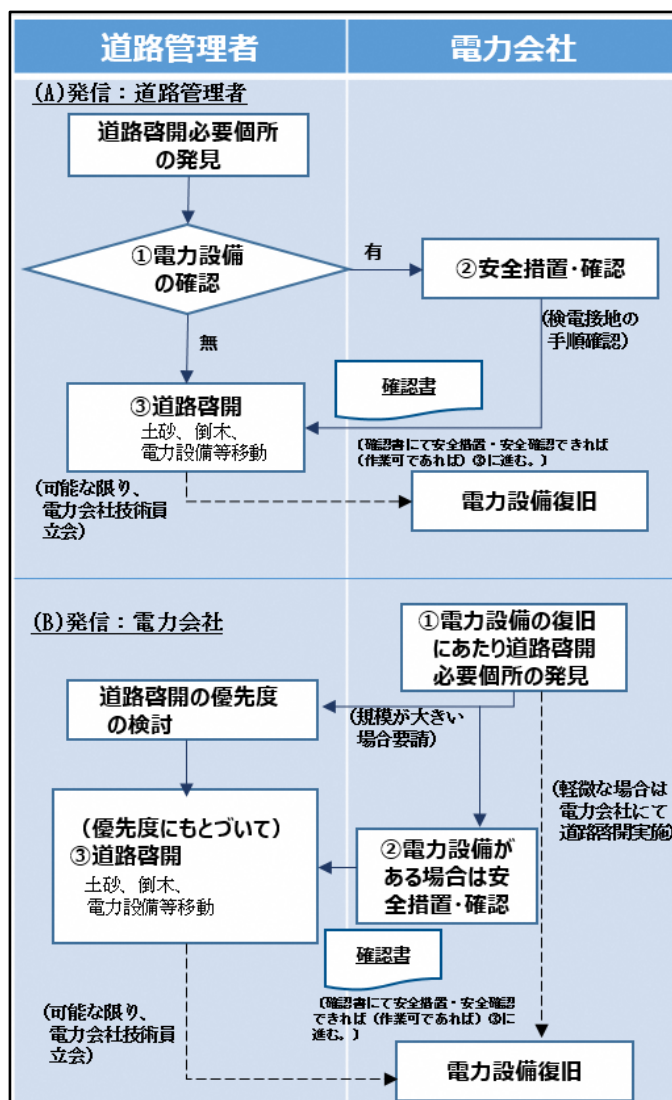 道路管理者
電力会社
(A)発信：道路管理者
道路啓開必要個所
の発見
①電力設備
の確認
有
②安全措置・確認
(検電接地の
手順確認)
無
確認書
③道路啓開
土砂、倒木、
電力設備等移動
〔確認書にて安全措置・安全確認できれば
(作業可であれば) ③に進む。〕
(可能な限り、
電力会社技術員
立会)
電力設備復旧
(B)発信：電力会社
①電力設備の復旧
にあたり道路啓開
必要個所の発見
道路啓開の優先度
の検討
(規模が大きい
場合要請)
(軽微な場合は
電力会社にて
道路啓開実施)
(優先度にもとづいて)
③道路啓開
土砂、倒木、
電力設備等移動
②電力設備が
ある場合は安
全措置・確認
確認書
〔確認書にて安全措置・安全確認
できれば (作業可であれば) ③に
進む。〕
(可能な限り、
電力会社技術員
立会)
電力設備復旧